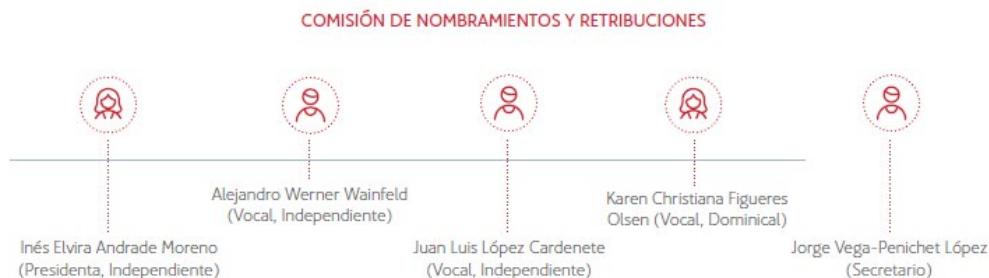 COMISIÓN DE NOMBRAMIENTOS Y RETRIBUCIONES
Inés Elvira Andrade Moreno
(Presidenta, Independiente)
Alejandro Werner Wainfeld
(Vocal, Independiente)
Juan Luis López Cardenete
(Vocal, Independiente)
Karen Christiana Figueres
Olsen (Vocal, Dominical)
Jorge Vega-Penichet López
(Secretario)